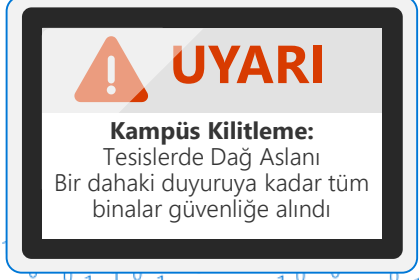 UYARI
Kampüs Kilitleme:
Tesislerde Dağ Aslanı
Bir dahaki duyuruya kadar tüm
binalar güvenliğe alındı